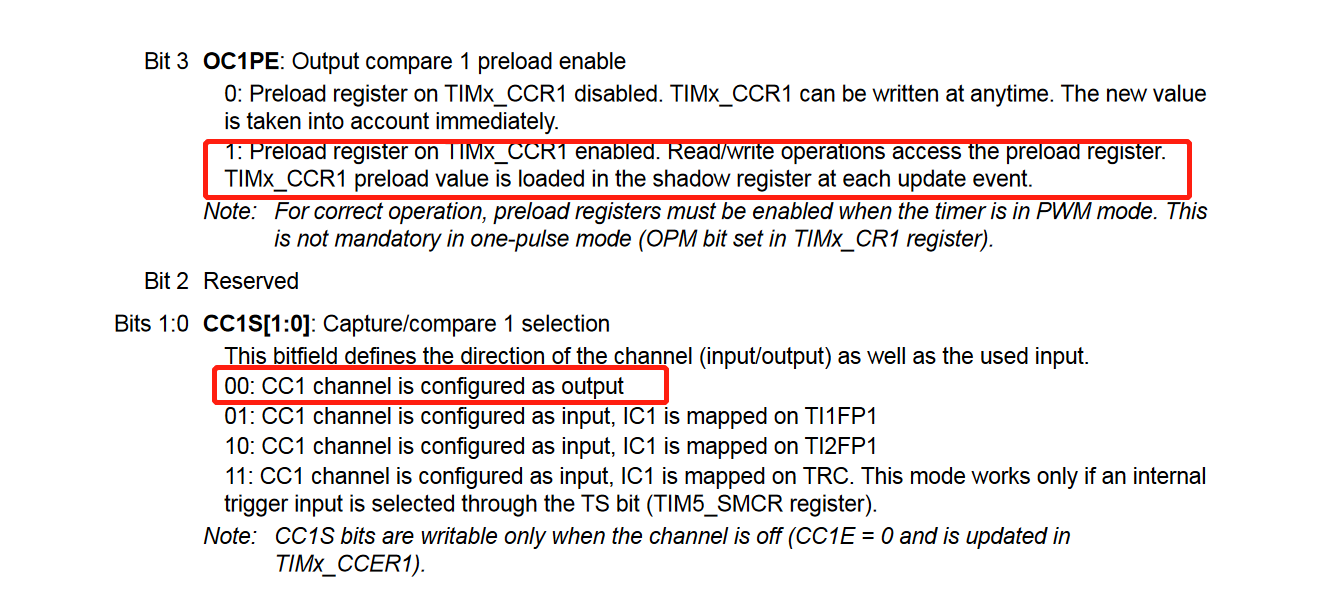 Bit 3 OC1PE: Output compare 1 preload enable
0: Preload register on TIMx_CCR1 disabled. TIMx_CCR1 can be written at anytime. The new value
is taken into account immediately.
1: Preload register on TIMx_CCR1 enabled. Read/write operations access the preload register.
TIMx_CCR1 preload value is loaded in the shadow register at each update event.
Note: For correct operation, preload registers must be enabled when the timer is in PWM mode. This
is not mandatory in one-pulse mode (OPM bit set in TIMx_CR1 register).
Bit 2 Reserved
Bits 1:0 CC1S[1:0]: Capture/compare 1 selection
This bitfield defines the direction of the channel (input/output) as well as the used input.
00: CC1 channel is configured as output
01: CC1 channel is configured as input, IC1 is mapped on TI1FP1
10: CC1 channel is configured as input, IC1 is mapped on TI2FP1
11: CC1 channel is configured as input, IC1 is mapped on TRC. This mode works only if an internal
trigger input is selected through the TS bit (TIM5_SMCR register).
Note: CC1S bits are writable only when the channel is off (CC1E = 0 and is updated in
TIMx_CCER1).